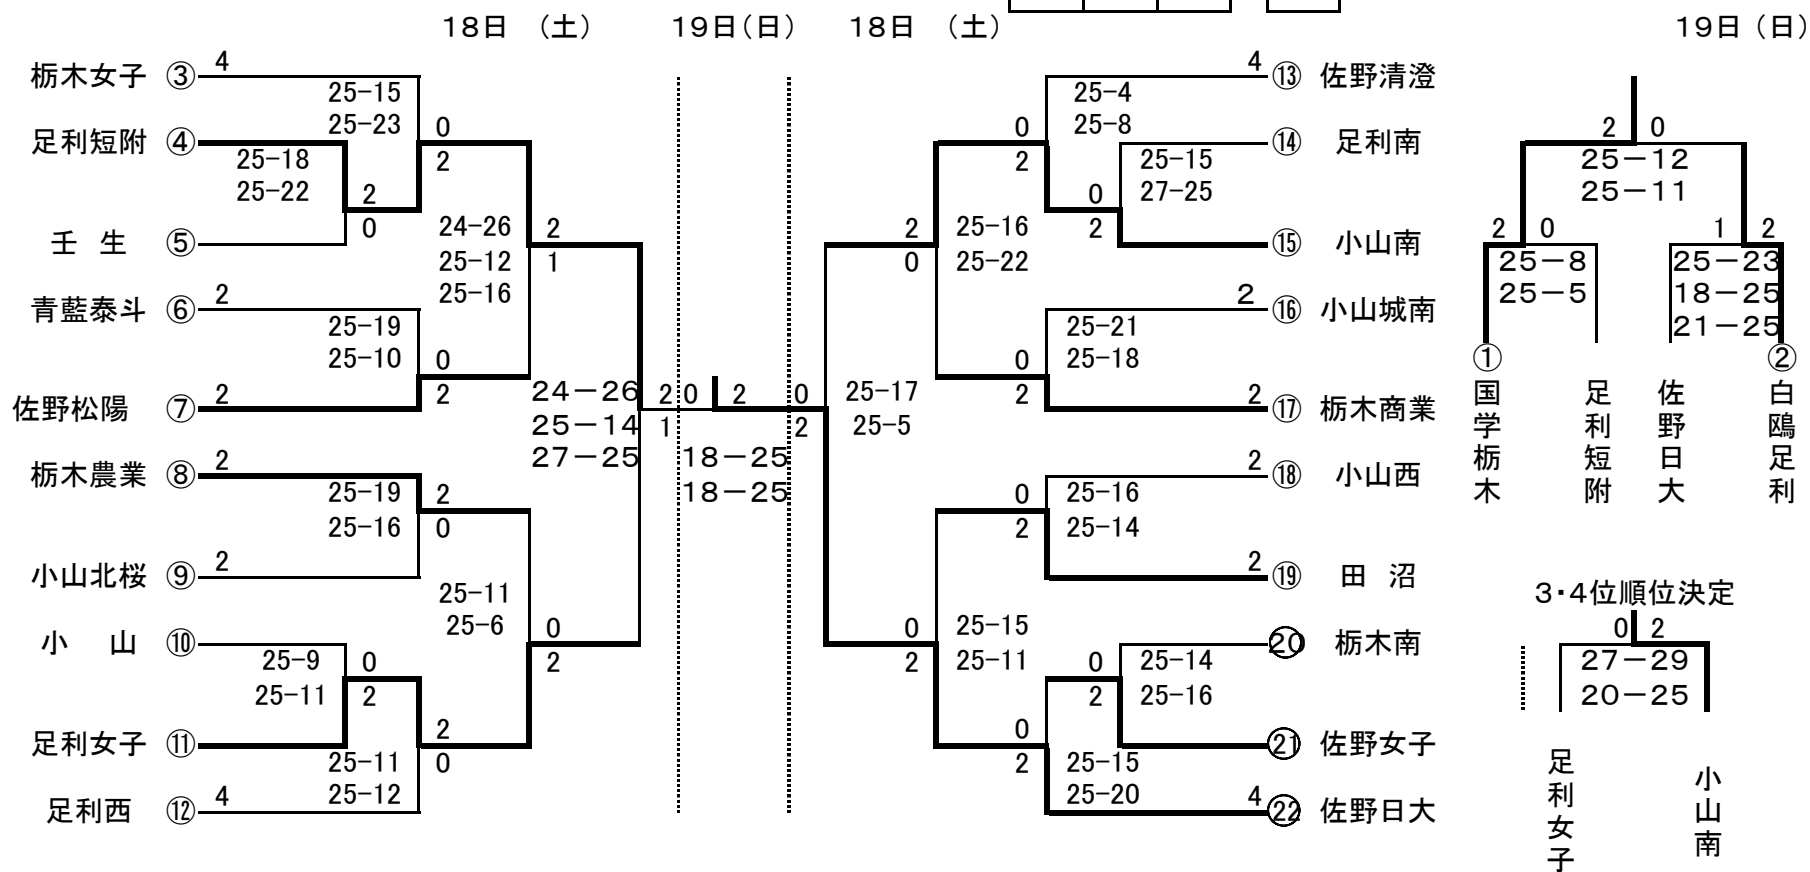 18日 (土)
19日(日)
18日 (土)
19日(日)
栃木女子 ③ 4
25-15
25-23
0
2
足利短附 ④
25-18
25-22
2
0
壬 生 ⑤
24-26
25-12
25-16
2
1
青藍泰斗 ⑥ 2
25-19
25-10
0
2
佐野松陽 ⑦ 2
24-26
25-14
27-25
2
1
0
2
18-25
18-25
0
2
栃木農業 ⑧ 2
25-19
25-16
2
0
小山北桜 ⑨ 2
25-11
25-6
0
2
小 山 ⑩
25-9
25-11
0
2
足利女子 ⑪
25-11
25-12
2
0
足利西 ⑫ 4
4 ⑬ 佐野清澄
25-4
25-8
0
2
⑭ 足利南
25-15
27-25
0
2
⑮ 小山南
2
0
25-16
25-22
2 ⑯ 小山城南
25-21
25-18
0
2
2 ⑰ 栃木商業
25-17
25-5
2 ⑱ 小山西
25-16
25-14
0
2
2 ⑲ 田 沼
0
2
25-15
25-11
⑳ 栃木南
25-14
25-16
0
2
㉑ 佐野女子
25-15
25-20
0
2
4 ㉒ 佐野日大
2 0
25-12
25-11
2 0
25-8
25-5
1 2
25-23
18-25
21-25
① 国学栃木
足利短附
佐野日大
② 白鴎足利
3・4位順位決定
0 2
27-29
20-25
足利女子
小山南